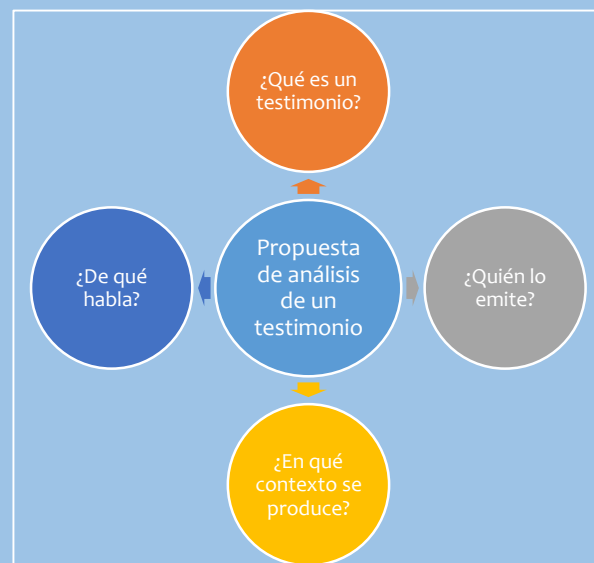 ¿Qué es un
testimonio?
Propuesta
de análisis
de un
testimonio
¿De qué
habla?
¿Quién lo
emite?
¿En qué
contexto se
produce?